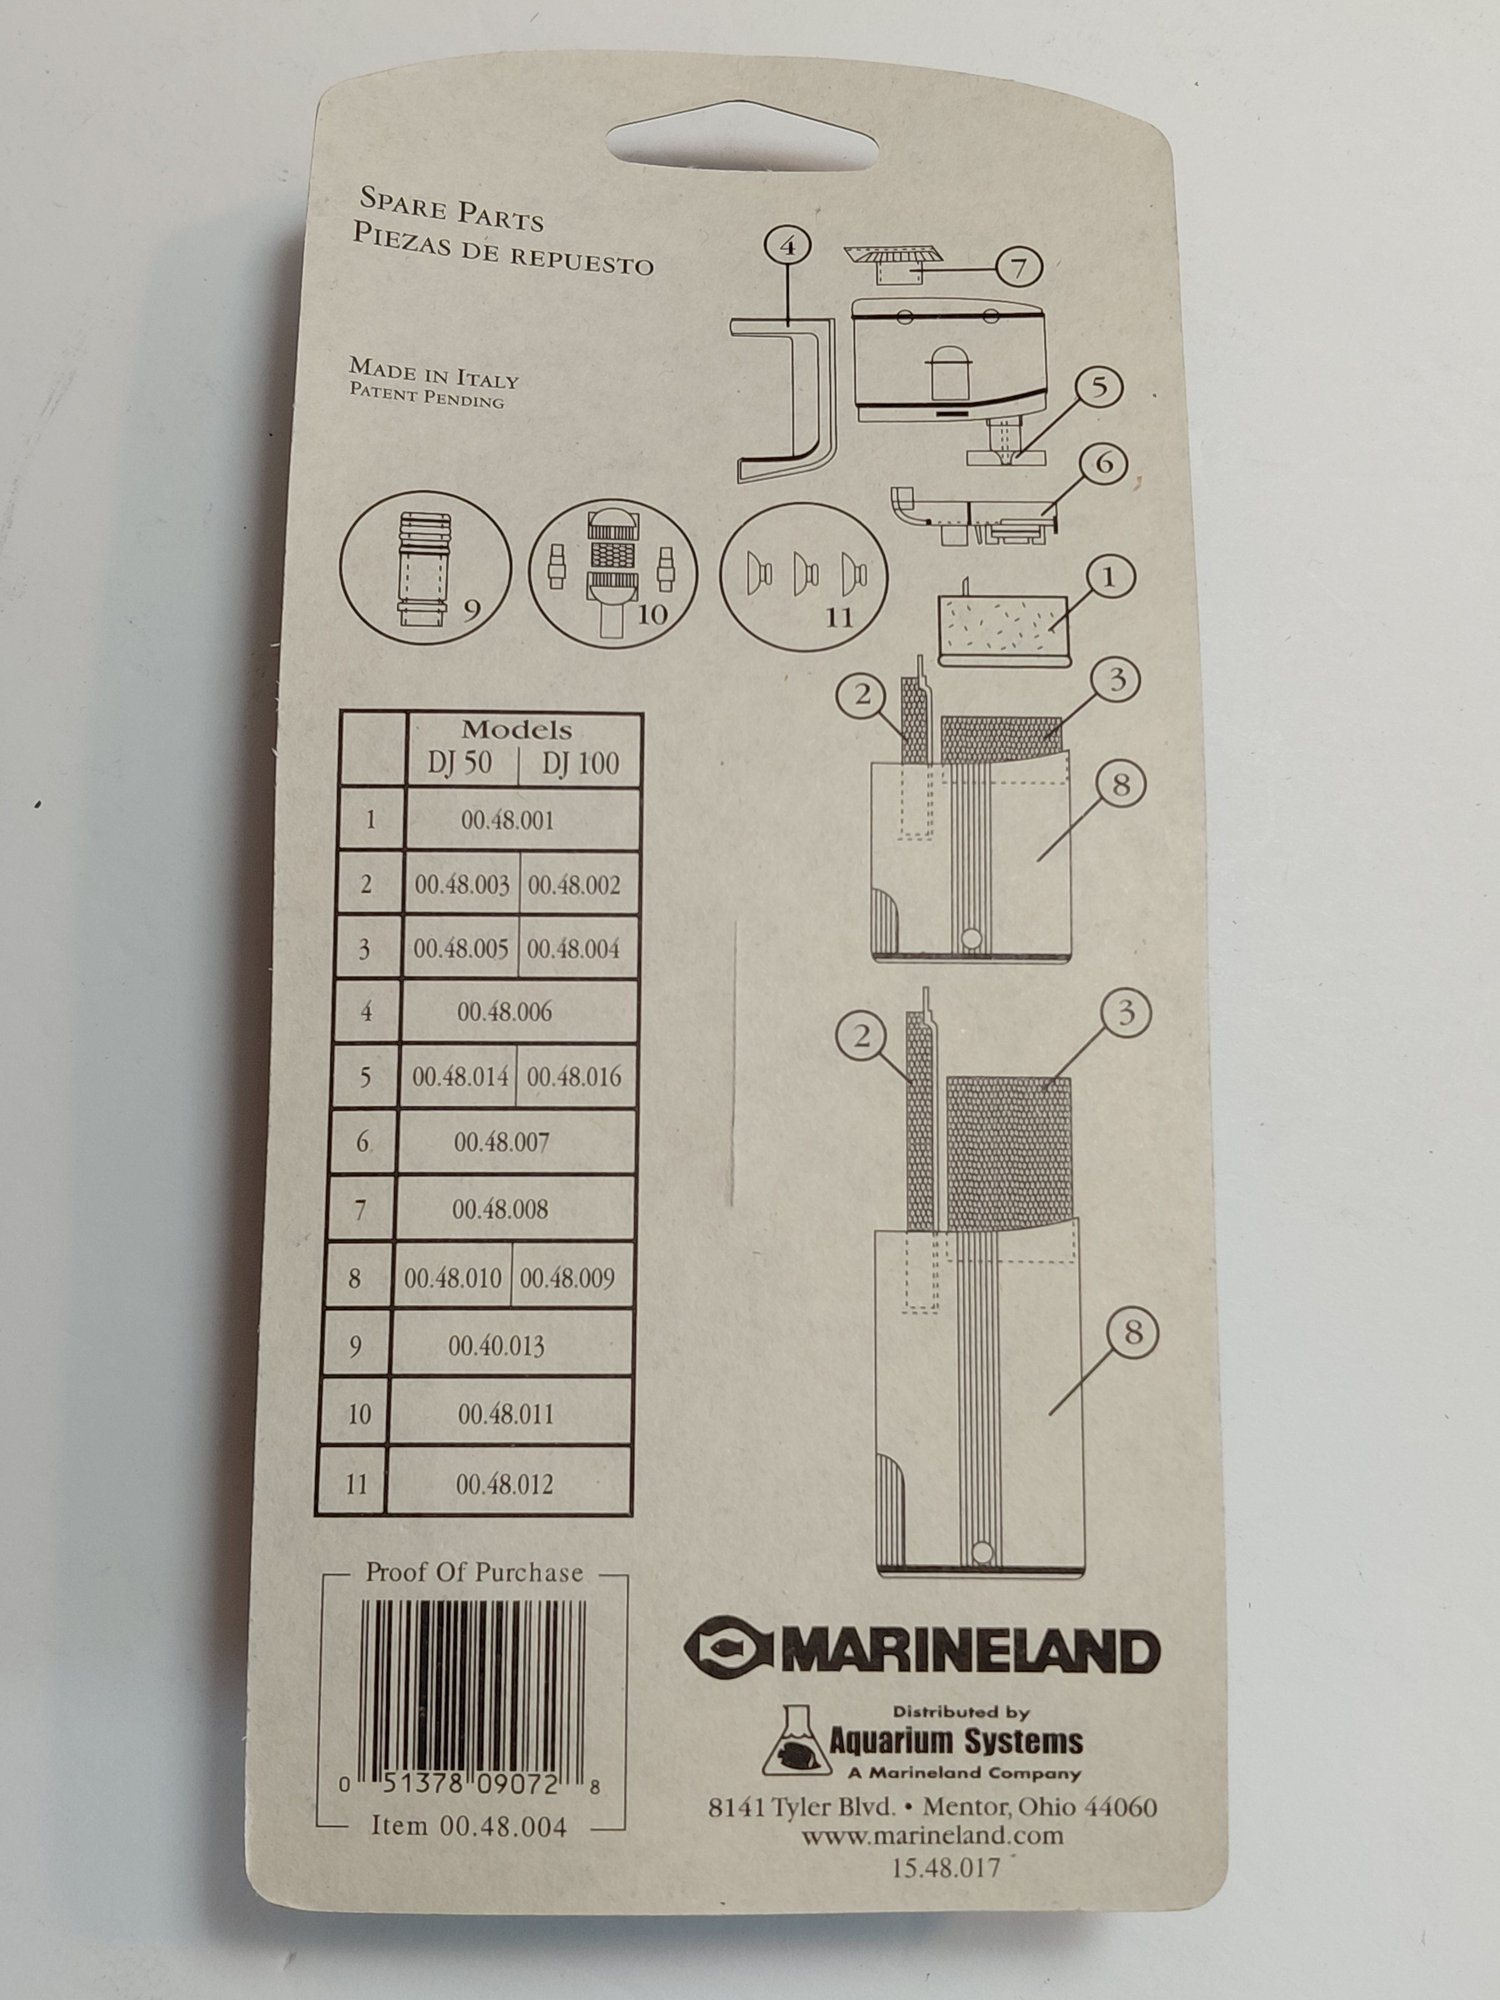 Spare Parts
Piezas de repuesto
Made in Italy
Patent Pending
4
7
5
6
1
9
10
11
2
3
8
2
3
8
Models
DJ 50 | DJ 100
1 00.48.001
2 00.48.003 00.48.002
3 00.48.005 00.48.004
4 00.48.006
5 00.48.014 00.48.016
6 00.48.007
7 00.48.008
8 00.48.010 00.48.009
9 00.40.013
10 00.48.011
11 00.48.012
Proof Of Purchase
0 51378 09072 8
Item 00.48.004
MARINELAND
Distributed by
Aquarium Systems
A Marineland Company
8141 Tyler Blvd. • Mentor, Ohio 44060
www.marineland.com
15.48.017